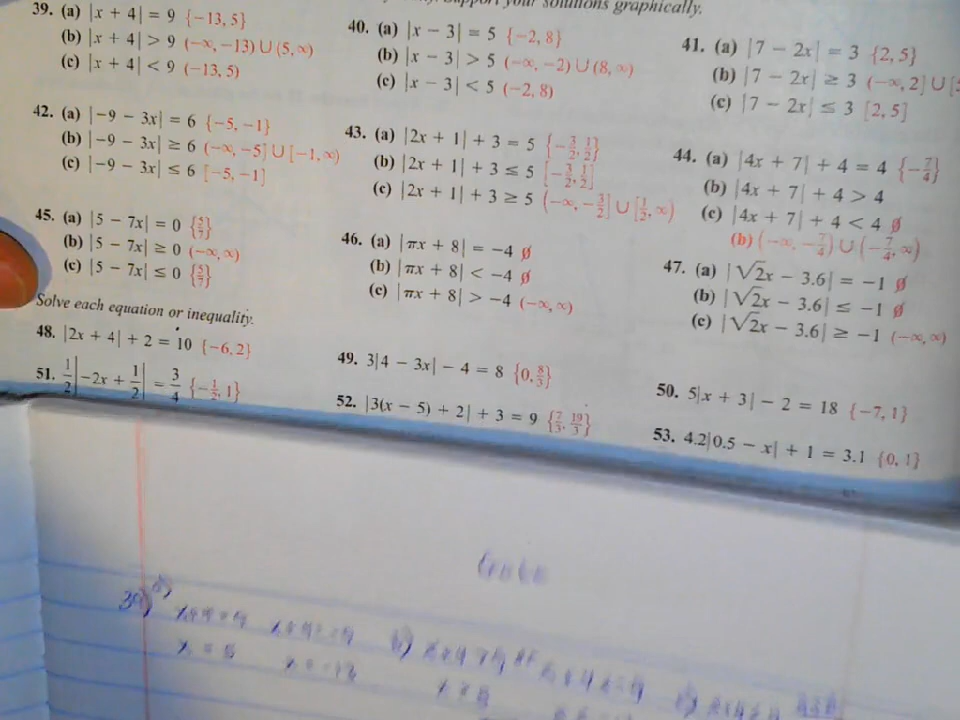 your solutions graphically.
39. (a) |x + 4| = 9 {−13, 5}
(b) |x + 4| > 9 (−∞, −13) ∪ (5, ∞)
(c) |x + 4| < 9 (−13, 5)
40. (a) |x − 3| = 5 {−2, 8}
(b) |x − 3| > 5 (−∞, −2) ∪ (8, ∞)
(c) |x − 3| < 5 (−2, 8)
41. (a) |7 − 2x| = 3 {2, 5}
(b) |7 − 2x| ≥ 3 (−∞, 2] ∪ [5
(c) |7 − 2x| ≤ 3 [2, 5]
42. (a) |−9 − 3x| = 6 {−5, −1}
(b) |−9 − 3x| ≥ 6 (−∞, −5] ∪ [−1, ∞)
(c) |−9 − 3x| ≤ 6 [−5, −1]
43. (a) |2x + 1| + 3 = 5 {−3/2, 1/2}
(b) |2x + 1| + 3 ≤ 5 [−3/2, 1/2]
(c) |2x + 1| + 3 ≥ 5 (−∞, −3/2] ∪ [1/2, ∞)
44. (a) |4x + 7| + 4 = 4 {−7/4}
(b) |4x + 7| + 4 > 4
(c) |4x + 7| + 4 < 4 ∅
(b) (−∞, −7/4) ∪ (−7/4, ∞)
45. (a) |5 − 7x| = 0 {5/7}
(b) |5 − 7x| ≥ 0 (−∞, ∞)
(c) |5 − 7x| ≤ 0 {5/7}
46. (a) |πx + 8| = −4 ∅
(b) |πx + 8| < −4 ∅
(c) |πx + 8| > −4 (−∞, ∞)
47. (a) |√2x − 3.6| = −1 ∅
(b) |√2x − 3.6| ≤ −1 ∅
(c) |√2x − 3.6| ≥ −1 (−∞, ∞)
Solve each equation or inequality.
48. |2x + 4| + 2 = 10 {−6, 2}
49. 3|4 − 3x| − 4 = 8 {0, 8/3}
50. 5|x + 3| − 2 = 18 {−7, 1}
51. 1/2|−2x + 1/2| = 3/4 {−1/2, 1}
52. |3(x − 5) + 2| + 3 = 9 {7/3, 19/3}
53. 4.2|0.5 − x| + 1 = 3.1 {0, 1}